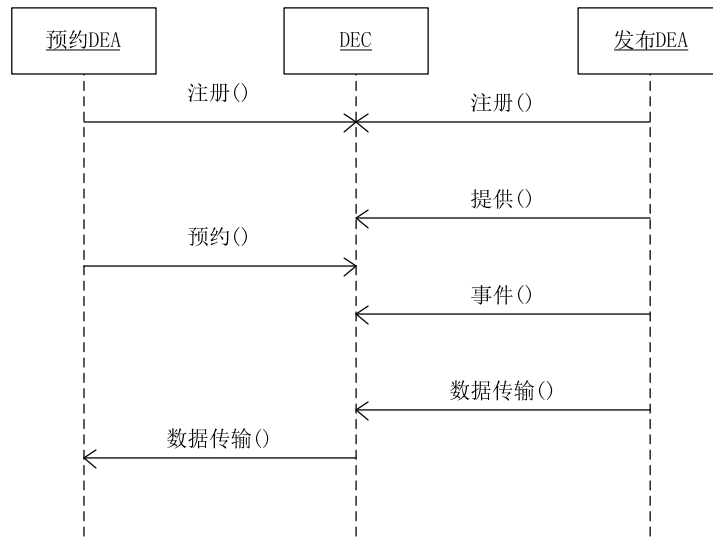 预约DEA
DEC
发布DEA
注册()
注册()
提供()
预约()
事件()
数据传输()
数据传输()